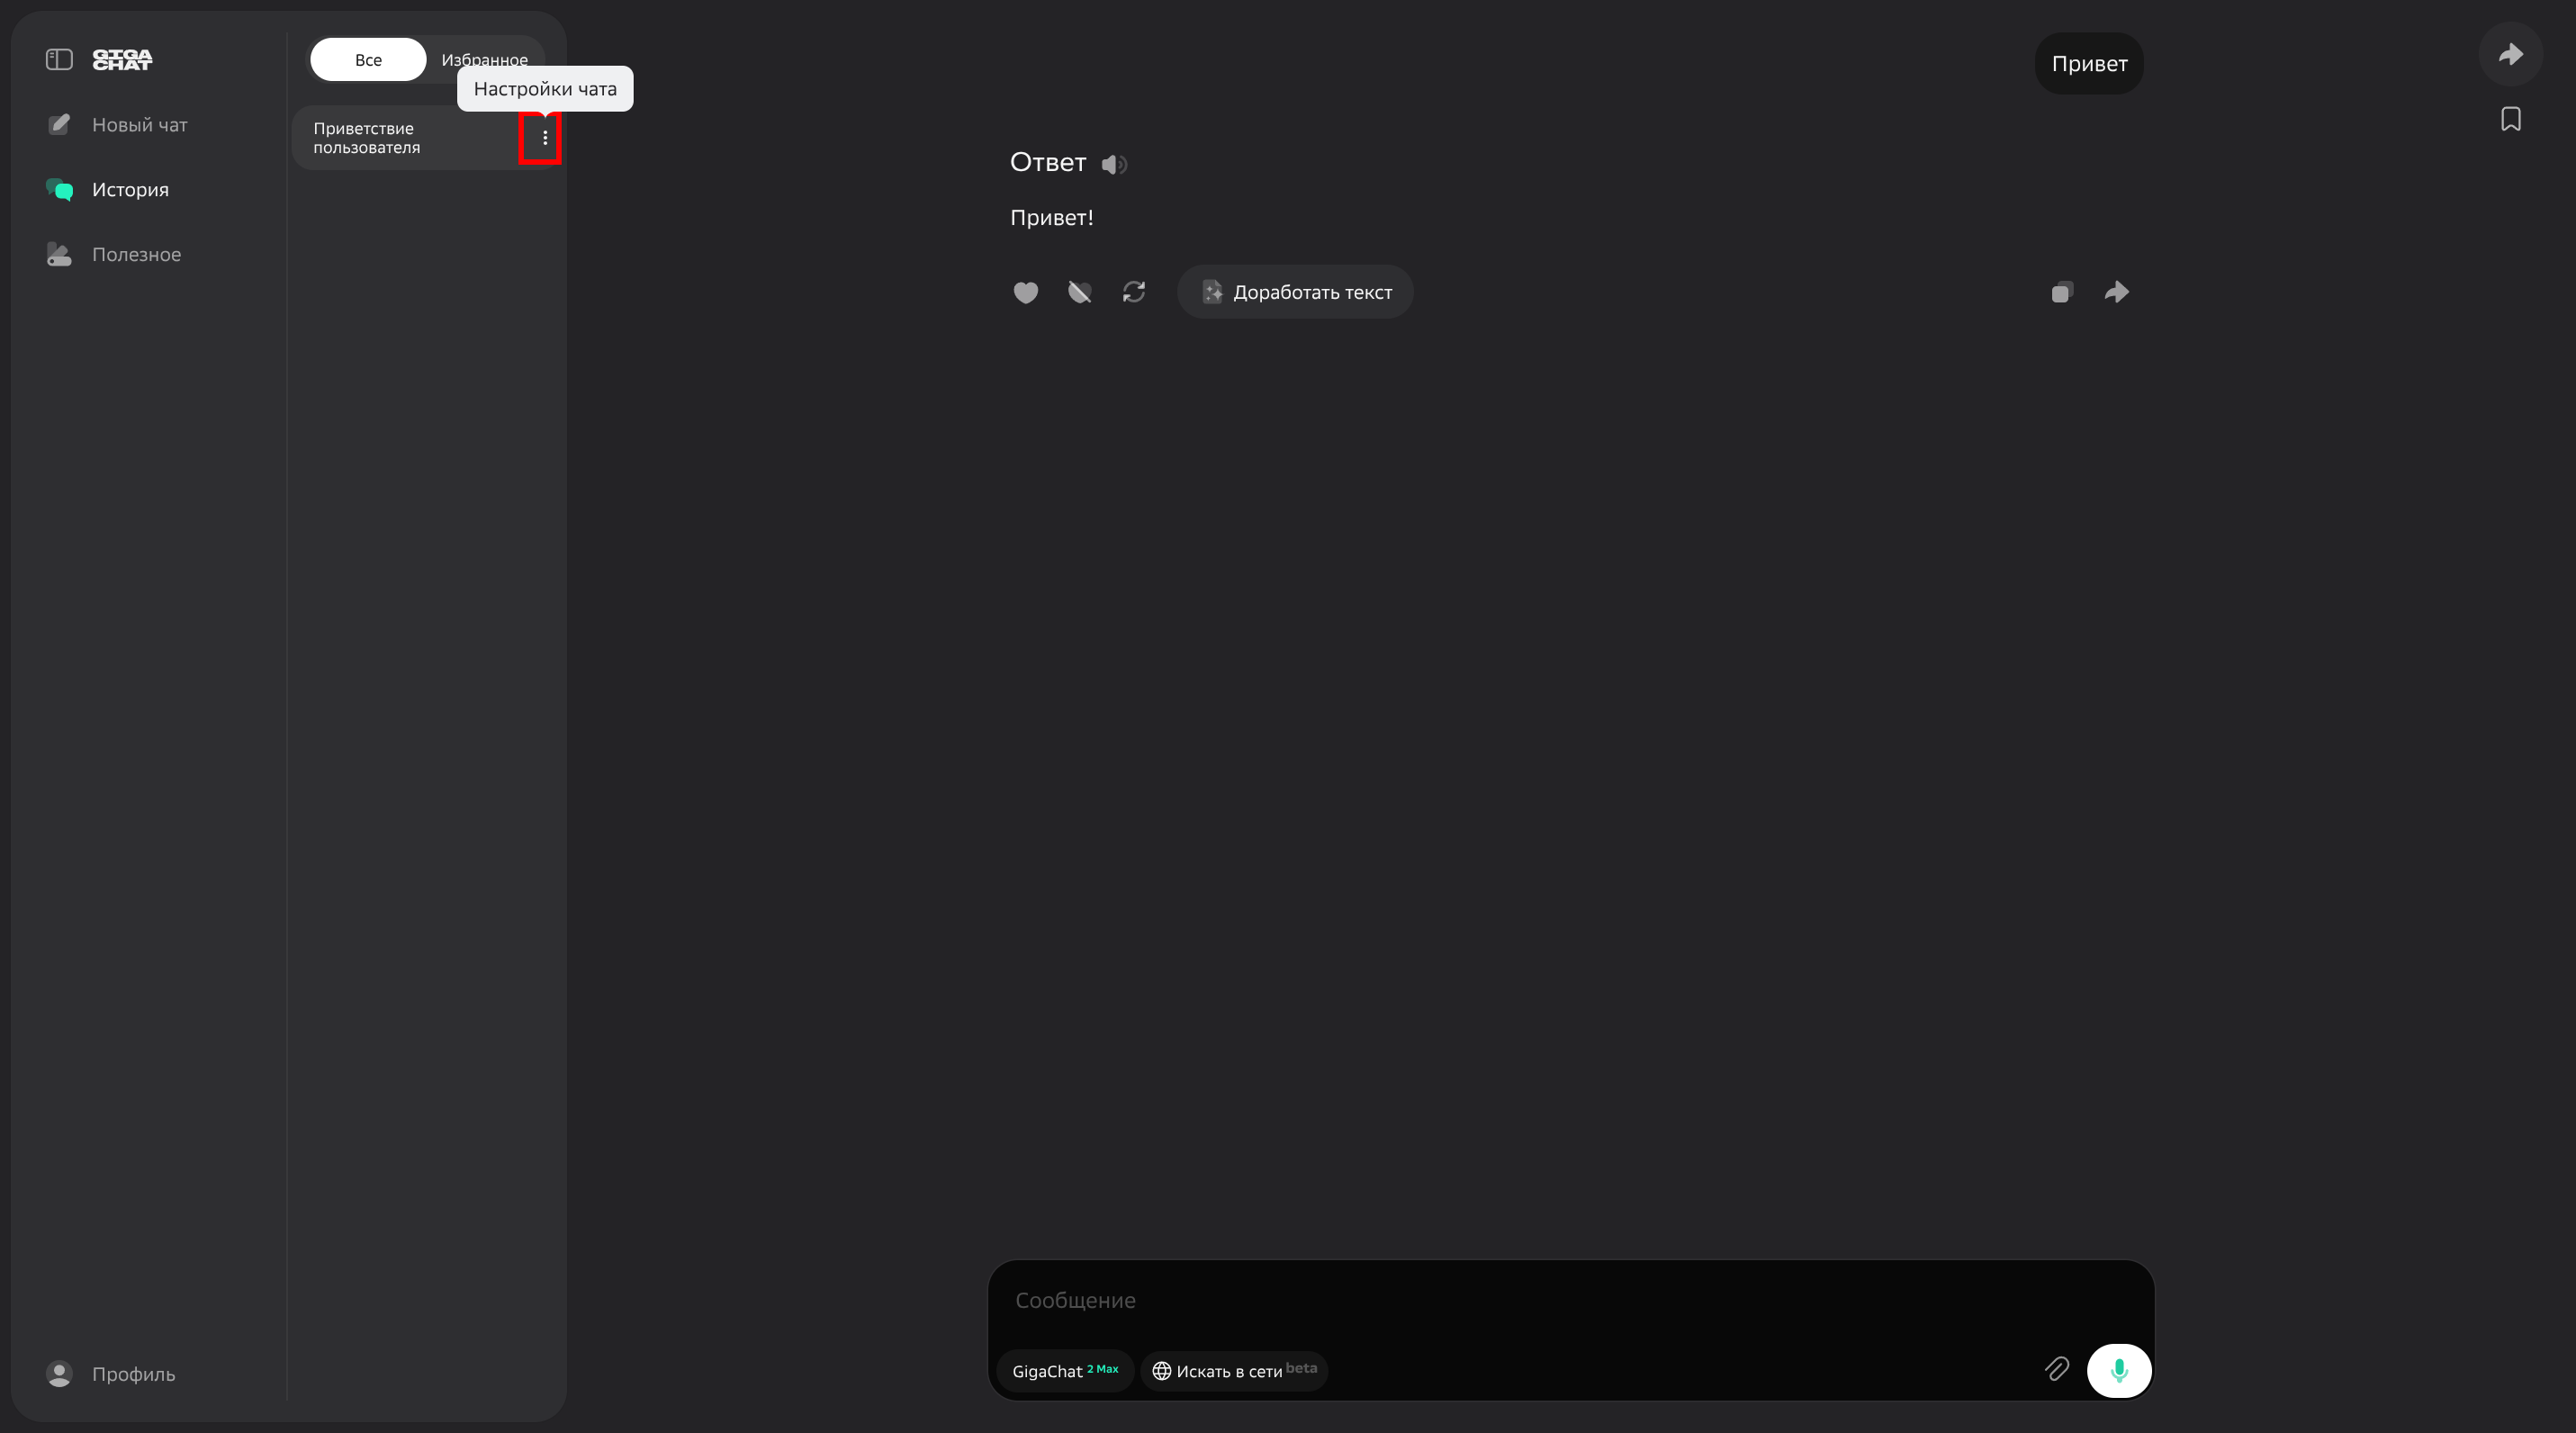 GIGA
CHAT
Новый чат
История
Полезное
Профиль
Все
Избранное
Настройки чата
Приветствие
пользователя
Привет
Ответ
Привет!
Доработать текст
Сообщение
GigaChat 2 Max
Искать в сети beta